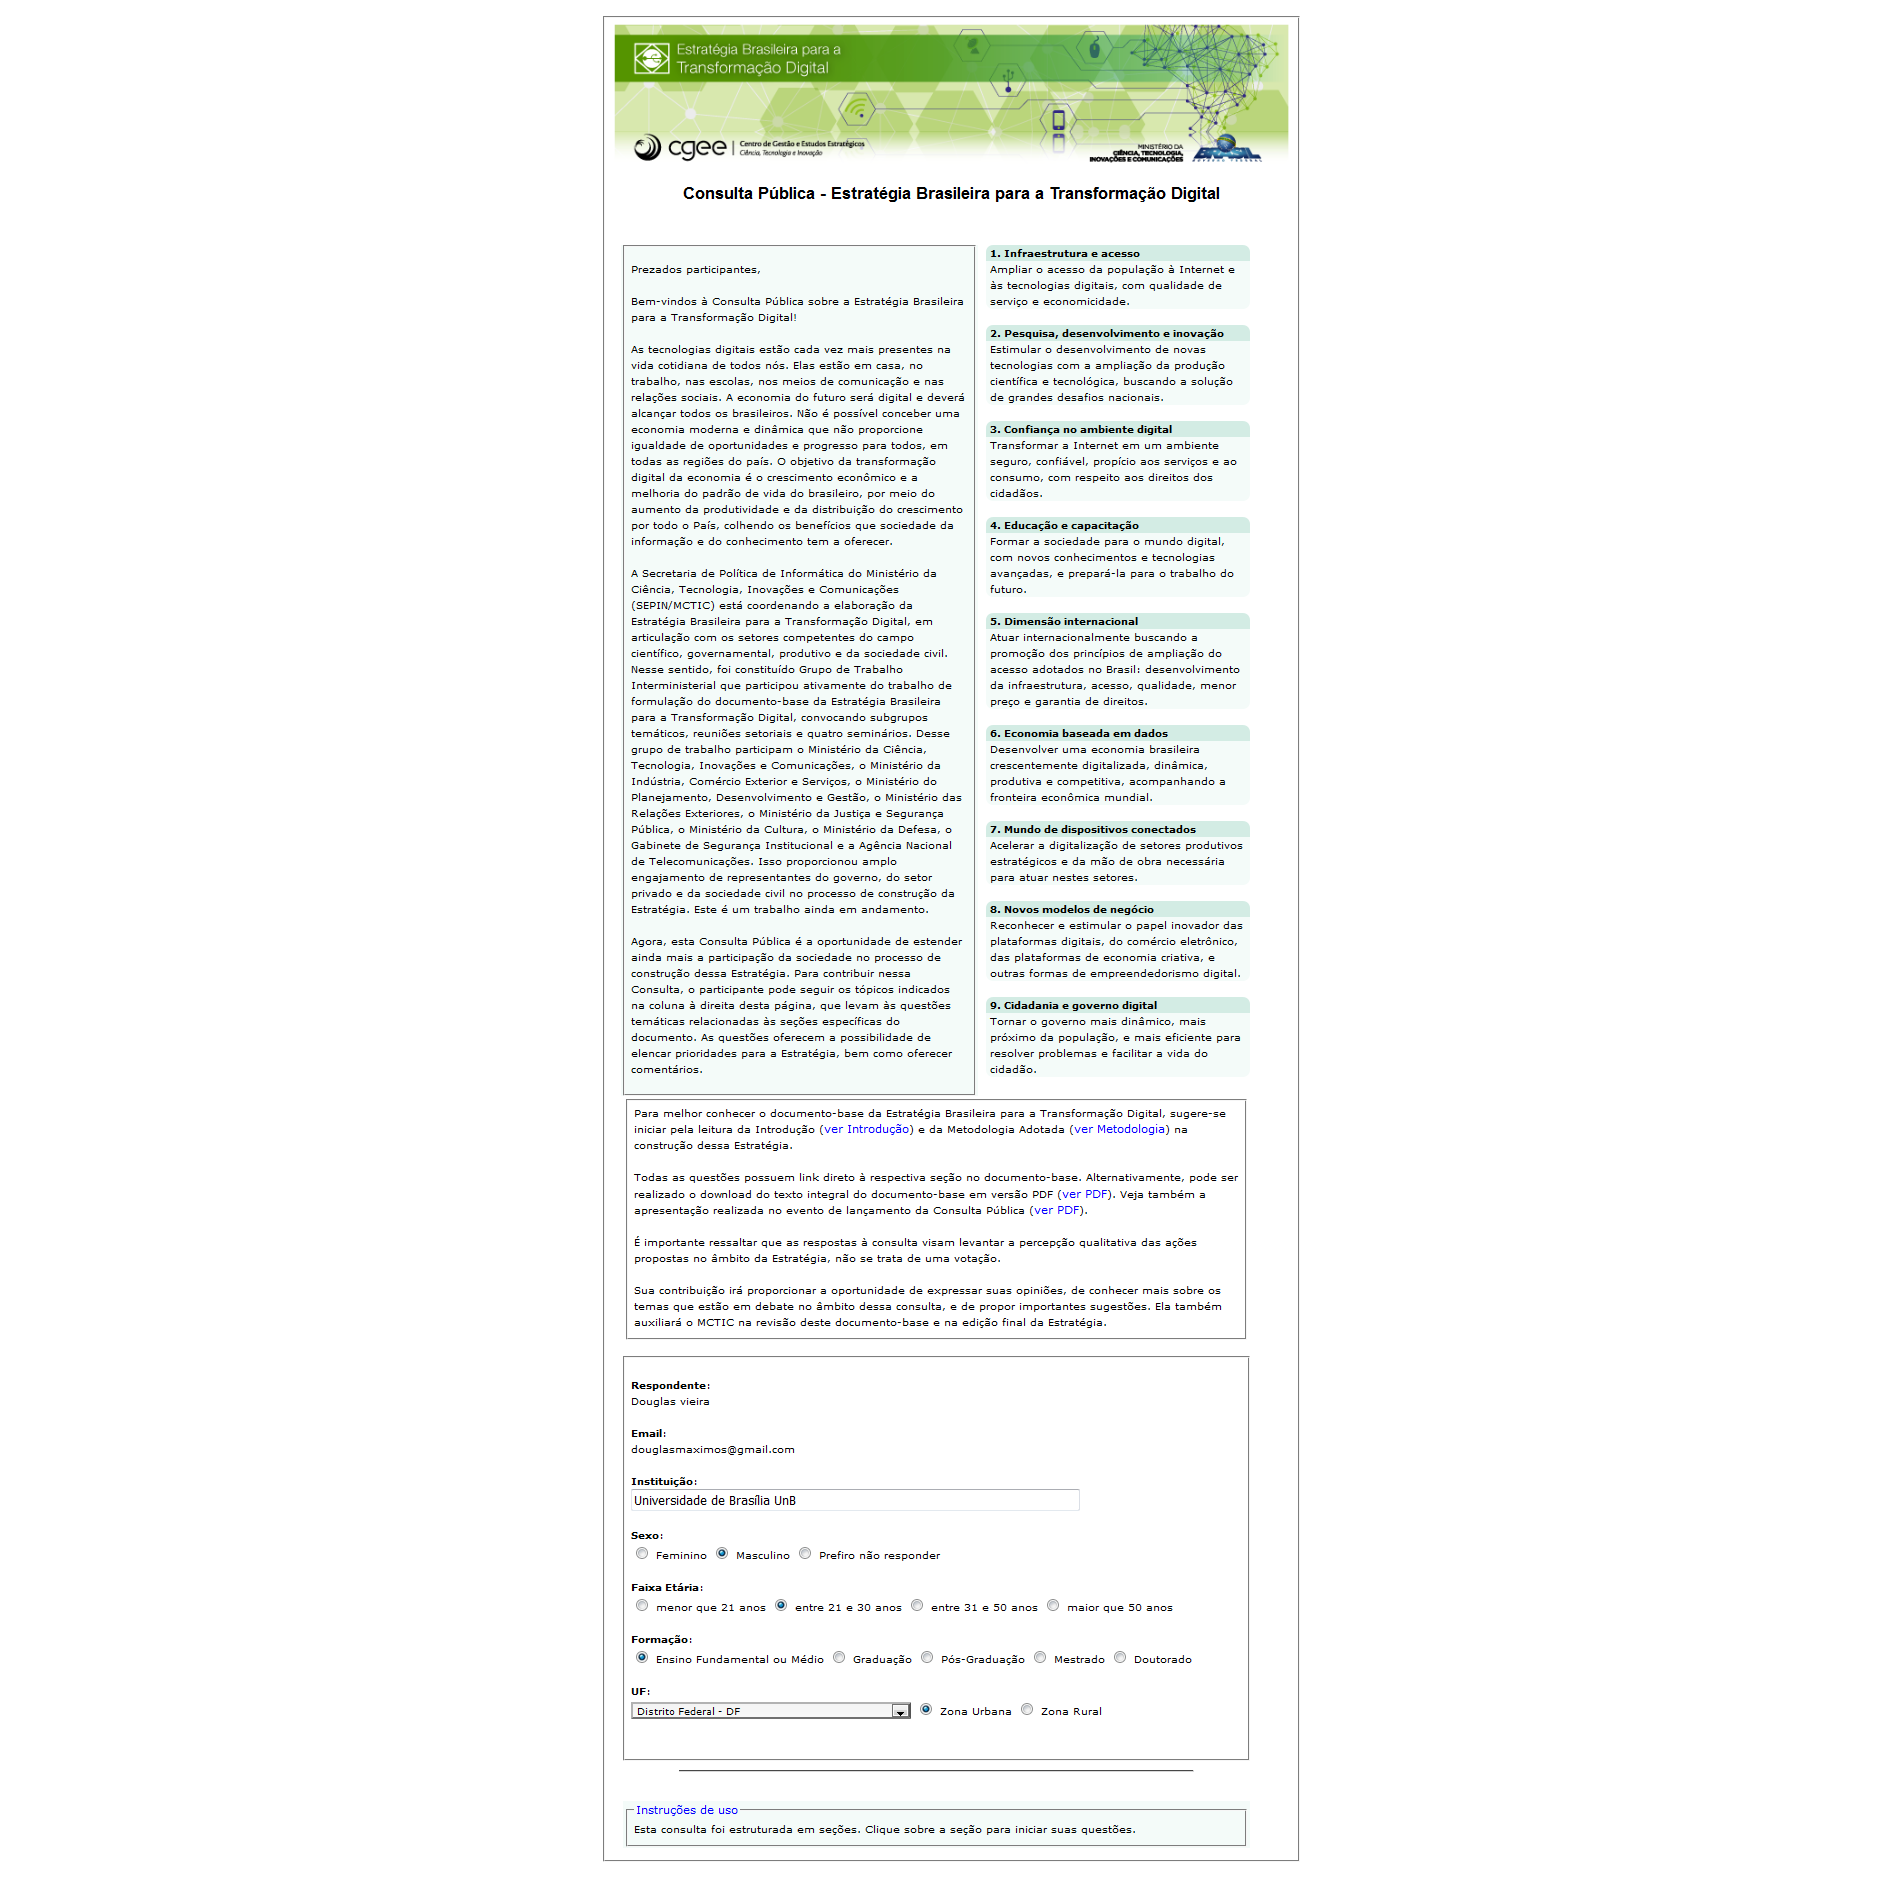 Estratégia Brasileira para a
Transformação Digital
cgee
Centro de Gestão e Estudos Estratégicos
Ciência, Tecnologia e Inovação
MINISTÉRIO DA
CIÊNCIA, TECNOLOGIA,
INOVAÇÕES E COMUNICAÇÕES
Consulta Pública - Estratégia Brasileira para a Transformação Digital
Prezados participantes,
Bem-vindos à Consulta Pública sobre a Estratégia Brasileira
para a Transformação Digital!
As tecnologias digitais estão cada vez mais presentes na
vida cotidiana de todos nós. Elas estão em casa, no
trabalho, nas escolas, nos meios de comunicação e nas
relações sociais. A economia do futuro será digital e deverá
alcançar todos os brasileiros. Não é possível conceber uma
economia moderna e dinâmica que não proporcione
igualdade de oportunidades e progresso para todos, em
todas as regiões do país. O objetivo da transformação
digital da economia é o crescimento econômico e a
melhoria do padrão de vida do brasileiro, por meio do
aumento da produtividade e da distribuição do crescimento
por todo o País, colhendo os benefícios que sociedade da
informação e do conhecimento tem a oferecer.
A Secretaria de Política de Informática do Ministério da
Ciência, Tecnologia, Inovações e Comunicações
(SEPIN/MCTIC) está coordenando a elaboração da
Estratégia Brasileira para a Transformação Digital, em
articulação com os setores competentes do campo
científico, governamental, produtivo e da sociedade civil.
Nesse sentido, foi constituído Grupo de Trabalho
Interministerial que participou ativamente do trabalho de
formulação do documento-base da Estratégia Brasileira
para a Transformação Digital, convocando subgrupos
temáticos, reuniões setoriais e quatro seminários. Desse
grupo de trabalho participam o Ministério da Ciência,
Tecnologia, Inovações e Comunicações, o Ministério da
Indústria, Comércio Exterior e Serviços, o Ministério do
Planejamento, Desenvolvimento e Gestão, o Ministério das
Relações Exteriores, o Ministério da Justiça e Segurança
Pública, o Ministério da Cultura, o Ministério da Defesa, o
Gabinete de Segurança Institucional e a Agência Nacional
de Telecomunicações. Isso proporcionou amplo
engajamento de representantes do governo, do setor
privado e da sociedade civil no processo de construção da
Estratégia. Este é um trabalho ainda em andamento.
Agora, esta Consulta Pública é a oportunidade de estender
ainda mais a participação da sociedade no processo de
construção dessa Estratégia. Para contribuir nessa
Consulta, o participante pode seguir os tópicos indicados
na coluna à direita desta página, que levam às questões
temáticas relacionadas às seções específicas do
documento. As questões oferecem a possibilidade de
elencar prioridades para a Estratégia, bem como oferecer
comentários.
1. Infraestrutura e acesso
Ampliar o acesso da população à Internet e
às tecnologias digitais, com qualidade de
serviço e economicidade.
2. Pesquisa, desenvolvimento e inovação
Estimular o desenvolvimento de novas
tecnologias com a ampliação da produção
científica e tecnológica, buscando a solução
de grandes desafios nacionais.
3. Confiança no ambiente digital
Transformar a Internet em um ambiente
seguro, confiável, propício aos serviços e ao
consumo, com respeito aos direitos dos
cidadãos.
4. Educação e capacitação
Formar a sociedade para o mundo digital,
com novos conhecimentos e tecnologias
avançadas, e prepará-la para o trabalho do
futuro.
5. Dimensão internacional
Atuar internacionalmente buscando a
promoção dos princípios de ampliação do
acesso adotados no Brasil: desenvolvimento
da infraestrutura, acesso, qualidade, menor
preço e garantia de direitos.
6. Economia baseada em dados
Desenvolver uma economia brasileira
crescentemente digitalizada, dinâmica,
produtiva e competitiva, acompanhando a
fronteira econômica mundial.
7. Mundo de dispositivos conectados
Acelerar a digitalização de setores produtivos
estratégicos e da mão de obra necessária
para atuar nestes setores.
8. Novos modelos de negócio
Reconhecer e estimular o papel inovador das
plataformas digitais, do comércio eletrônico,
das plataformas de economia criativa, e
outras formas de empreendedorismo digital.
9. Cidadania e governo digital
Tornar o governo mais dinâmico, mais
próximo da população, e mais eficiente para
resolver problemas e facilitar a vida do
cidadão.
Para melhor conhecer o documento-base da Estratégia Brasileira para a Transformação Digital, sugere-se
iniciar pela leitura da Introdução (ver Introdução) e da Metodologia Adotada (ver Metodologia) na
construção dessa Estratégia.
Todas as questões possuem link direto à respectiva seção no documento-base. Alternativamente, pode ser
realizado o download do texto integral do documento-base em versão PDF (ver PDF). Veja também a
apresentação realizada no evento de lançamento da Consulta Pública (ver PDF).
É importante ressaltar que as respostas à consulta visam levantar a percepção qualitativa das ações
propostas no âmbito da Estratégia, não se trata de uma votação.
Sua contribuição irá proporcionar a oportunidade de expressar suas opiniões, de conhecer mais sobre os
temas que estão em debate no âmbito dessa consulta, e de propor importantes sugestões. Ela também
auxiliará o MCTIC na revisão deste documento-base e na edição final da Estratégia.
Respondente:
Douglas vieira
Email:
douglasmaximos@gmail.com
Instituição:
Universidade de Brasília UnB
Sexo:
Feminino Masculino Prefiro não responder
Faixa Etária:
menor que 21 anos entre 21 e 30 anos entre 31 e 50 anos maior que 50 anos
Formação:
Ensino Fundamental ou Médio Graduação Pós-Graduação Mestrado Doutorado
UF:
Distrito Federal - DF Zona Urbana Zona Rural
Instruções de uso
Esta consulta foi estruturada em seções. Clique sobre a seção para iniciar suas questões.